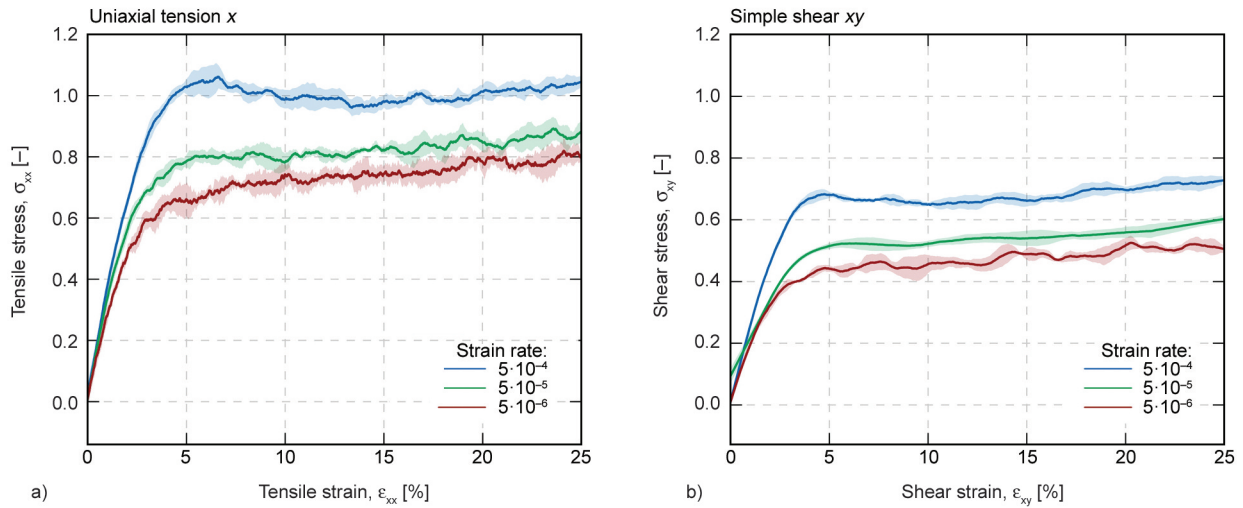 Uniaxial tension x
1.2
1.0
0.8
0.6
0.4
0.2
0.0
Tensile stress, σxx [–]
Strain rate:
5·10–4
5·10–5
5·10–6
0 5 10 15 20 25
a) Tensile strain, εxx [%]
Simple shear xy
1.2
1.0
0.8
0.6
0.4
0.2
0.0
Shear stress, σxy [–]
Strain rate:
5·10–4
5·10–5
5·10–6
0 5 10 15 20 25
b) Shear strain, εxy [%]